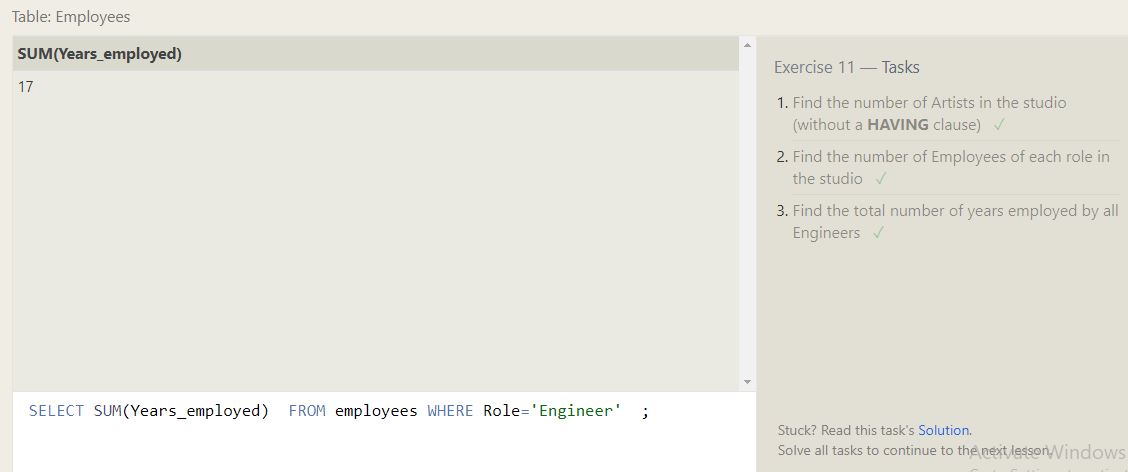 Table: Employees
SUM(Years_employed)
17
Exercise 11 — Tasks
1. Find the number of Artists in the studio
(without a HAVING clause) ✓
2. Find the number of Employees of each role in
the studio ✓
3. Find the total number of years employed by all
Engineers ✓
SELECT SUM(Years_employed)  FROM employees WHERE Role='Engineer'  ;
Stuck? Read this task's Solution.
Solve all tasks to continue to the next lesson.
Activate Windows